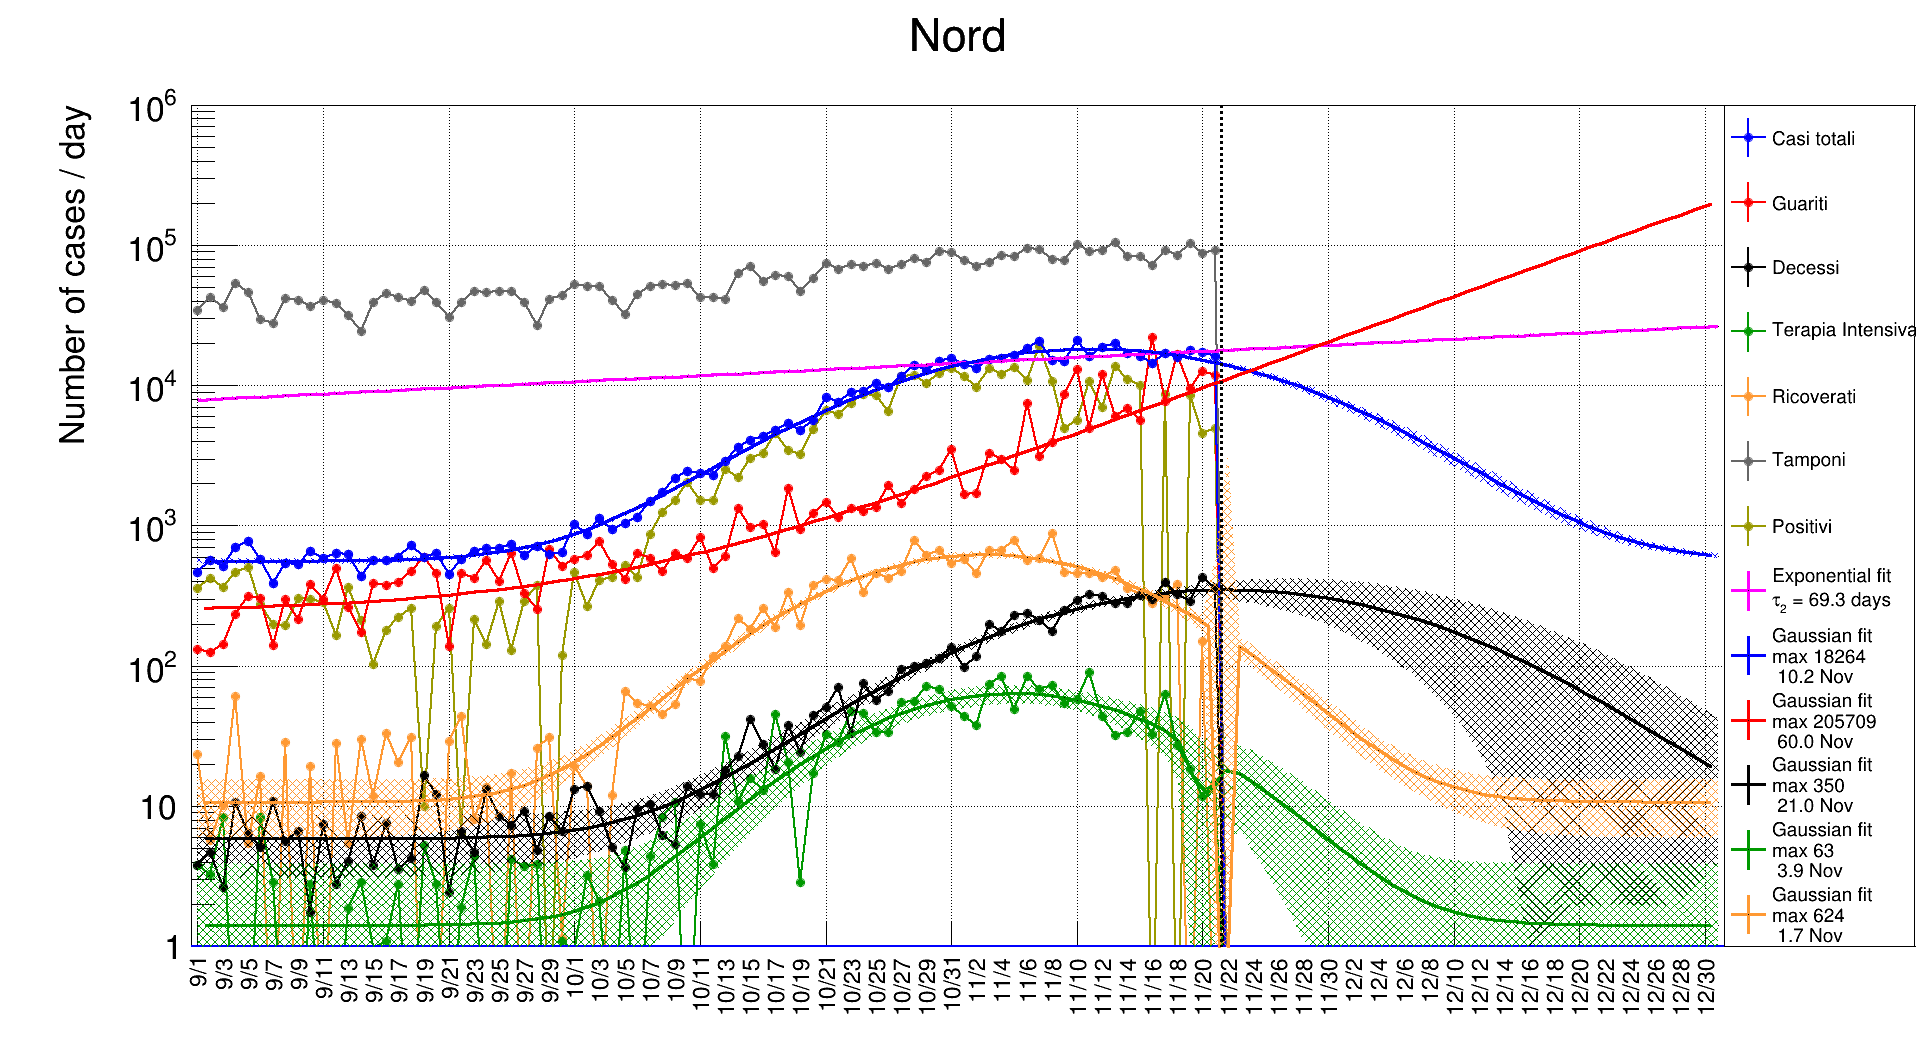 Nord
Number of cases / day
10^6
10^5
10^4
10^3
10^2
10
1
9/1
9/3
9/5
9/7
9/9
9/11
9/13
9/15
9/17
9/19
9/21
9/23
9/25
9/27
9/29
10/1
10/3
10/5
10/7
10/9
10/11
10/13
10/15
10/17
10/19
10/21
10/23
10/25
10/27
10/29
10/31
11/2
11/4
11/6
11/8
11/10
11/12
11/14
11/16
11/18
11/20
11/22
11/24
11/26
11/28
11/30
12/2
12/4
12/6
12/8
12/10
12/12
12/14
12/16
12/18
12/20
12/22
12/24
12/26
12/28
12/30
Casi totali
Guariti
Decessi
Terapia Intensiva
Ricoverati
Tamponi
Positivi
Exponential fit
τ₂ = 69.3 days
Gaussian fit
max 18264
10.2 Nov
Gaussian fit
max 205709
60.0 Nov
Gaussian fit
max 350
21.0 Nov
Gaussian fit
max 63
3.9 Nov
Gaussian fit
max 624
1.7 Nov